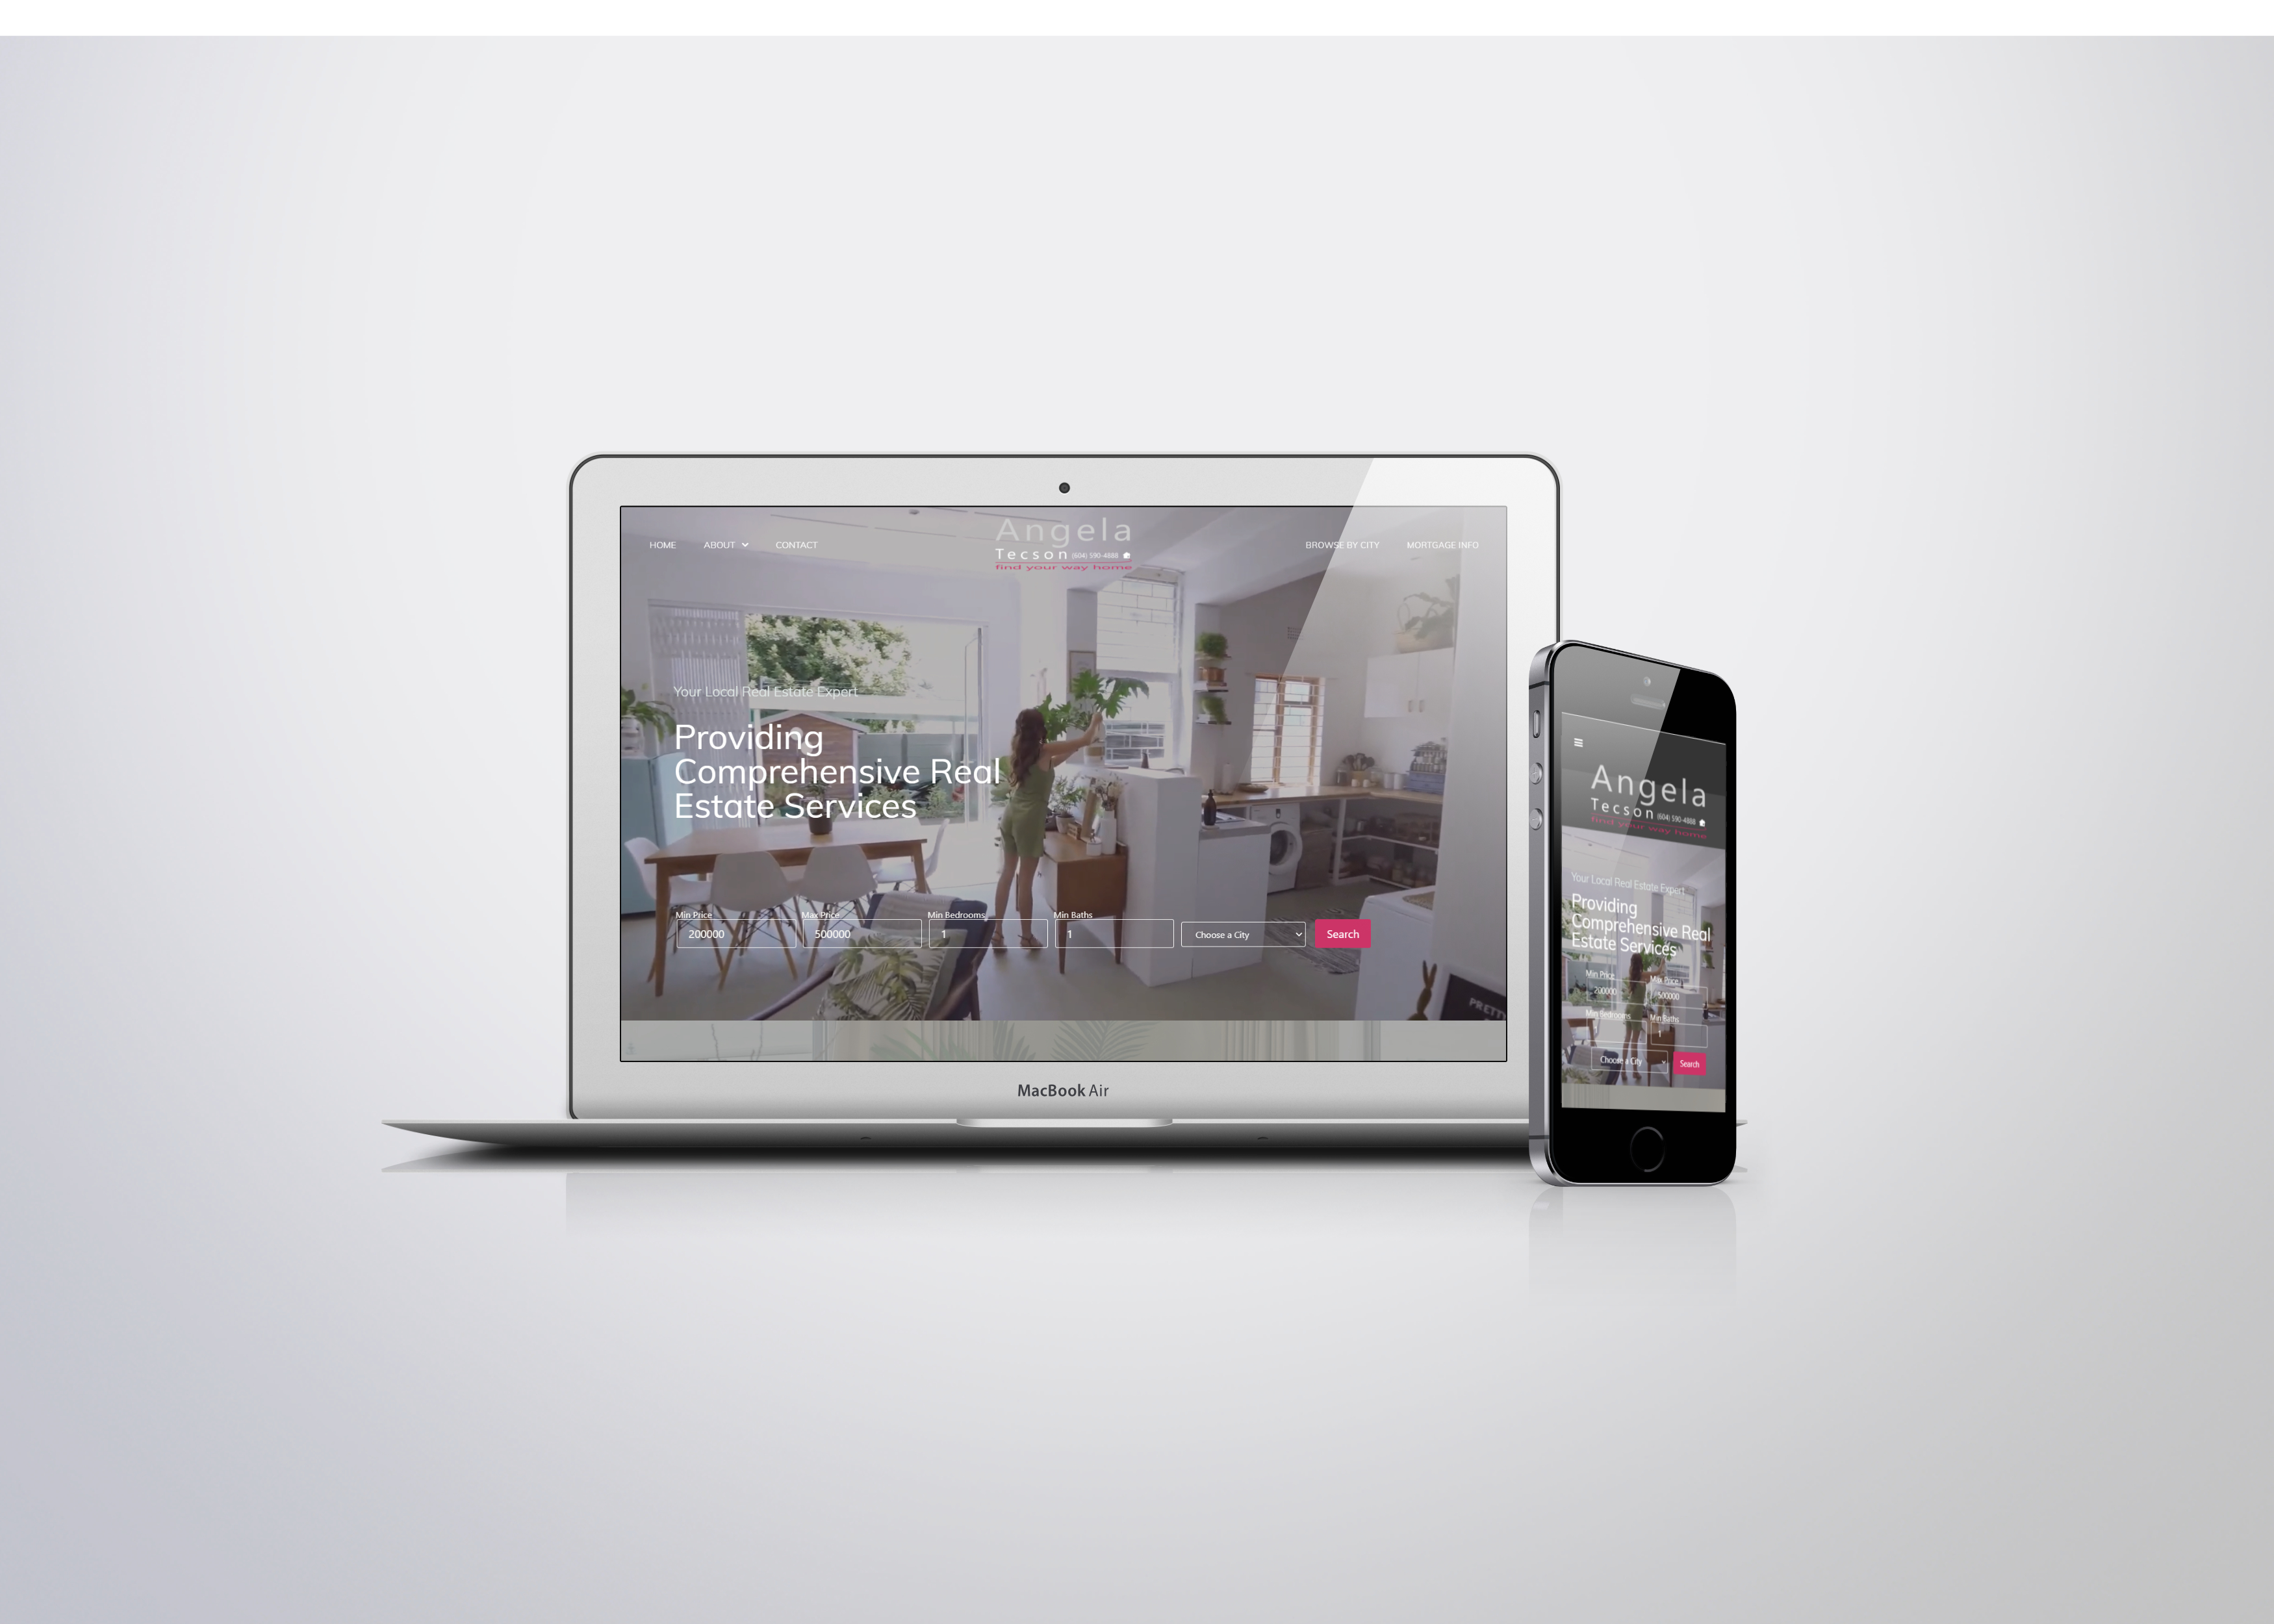 HOME ABOUT CONTACT
Angela
Tecson (604) 590-4888
find your way home
BROWSE BY CITY MORTGAGE INFO
Your Local Real Estate Expert
Providing
Comprehensive Real
Estate Services
Min Price Max Price Min Bedrooms Min Baths
200000 500000 1 1 Choose a City Search
PRETTY
MacBook Air
Angela
Tecson (604) 590-4888
find your way home
Your Local Real Estate Expert
Providing
Comprehensive Real
Estate Services
Min Price Max Price
200000 500000
Min Bedrooms Min Baths
1
Choose a City Search